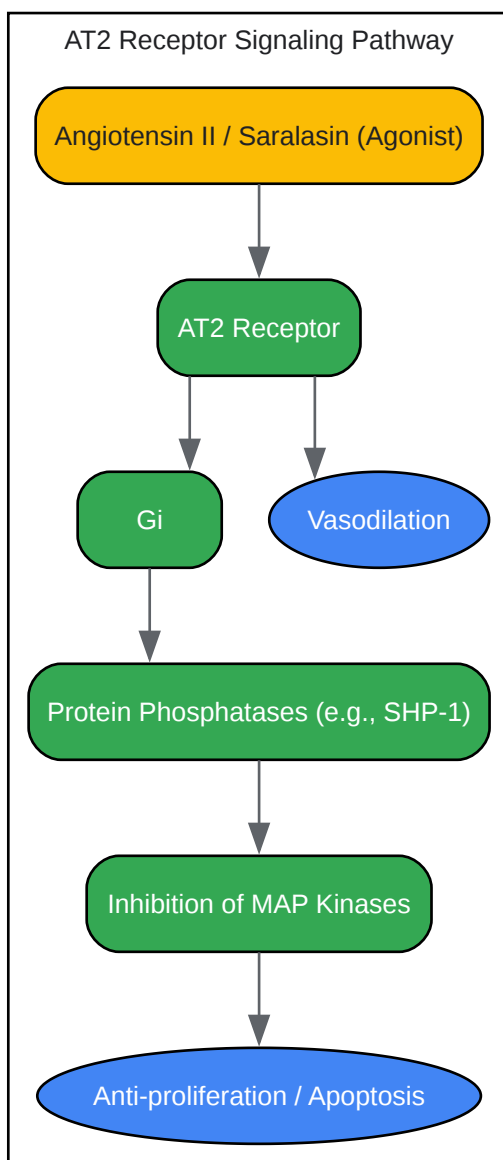 AT2 Receptor Signaling Pathway
Angiotensin II / Saralasin (Agonist)
AT2 Receptor
Gi
Vasodilation
Protein Phosphatases (e.g., SHP-1)
Inhibition of MAP Kinases
Anti-proliferation / Apoptosis